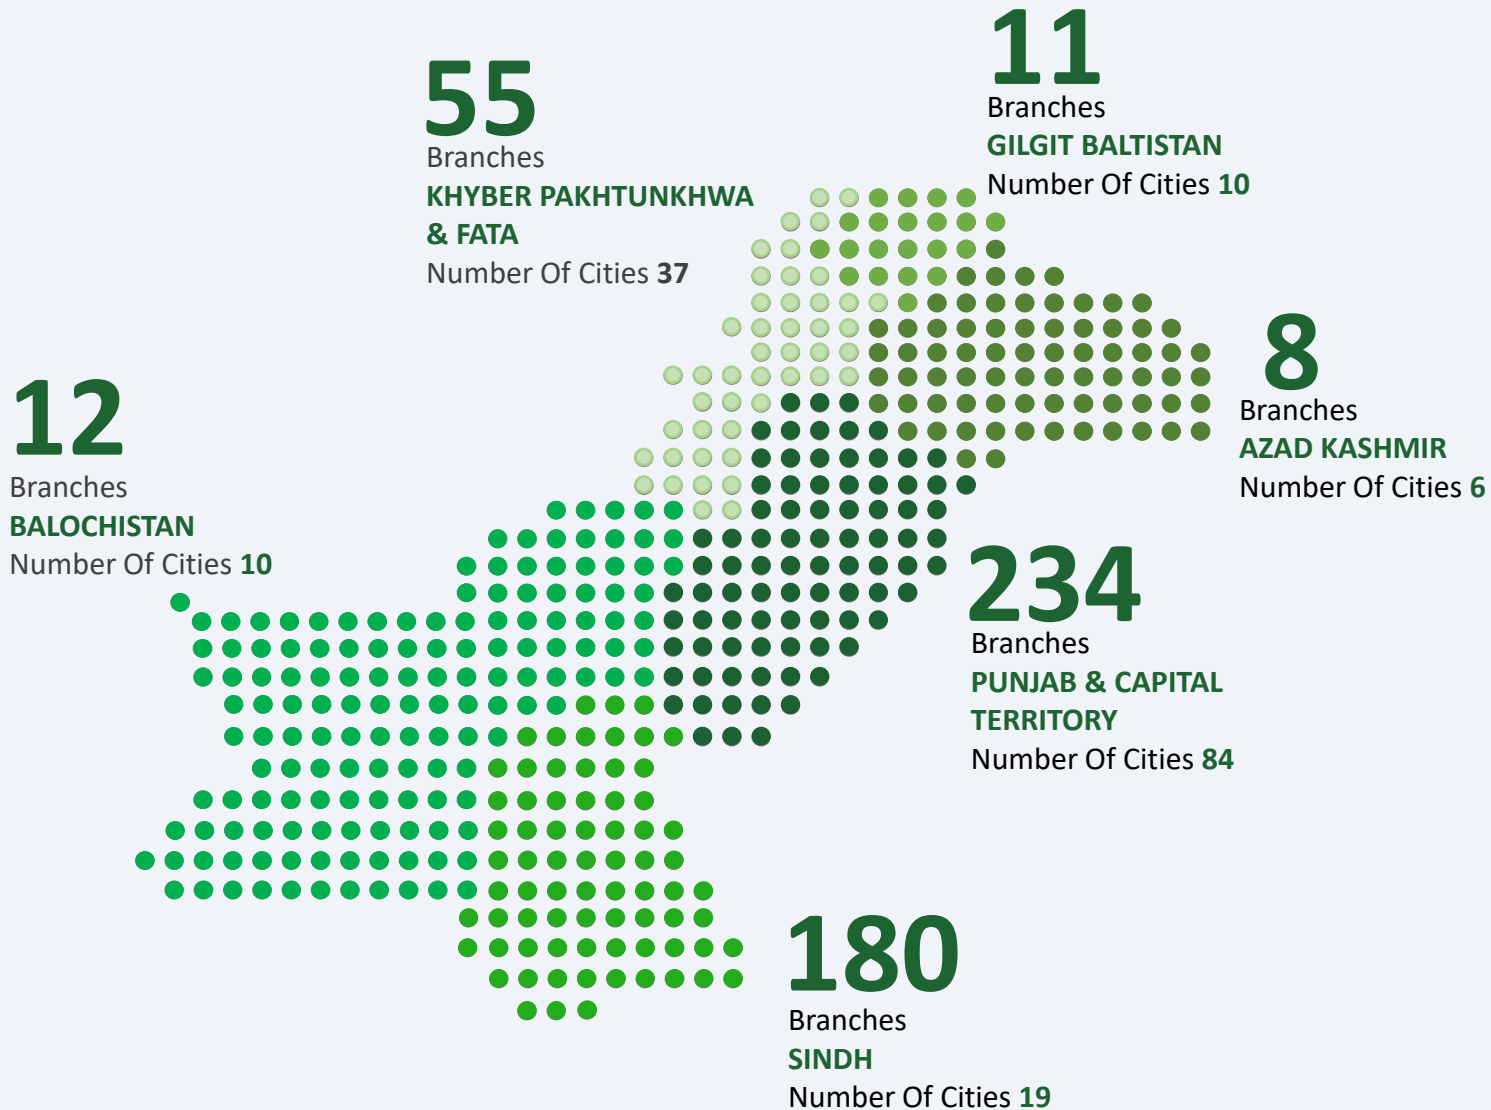 55
Branches
KHYBER PAKHTUNKHWA
& FATA
Number Of Cities 37
11
Branches
GILGIT BALTISTAN
Number Of Cities 10
12
Branches
BALOCHISTAN
Number Of Cities 10
8
Branches
AZAD KASHMIR
Number Of Cities 6
234
Branches
PUNJAB & CAPITAL
TERRITORY
Number Of Cities 84
180
Branches
SINDH
Number Of Cities 19